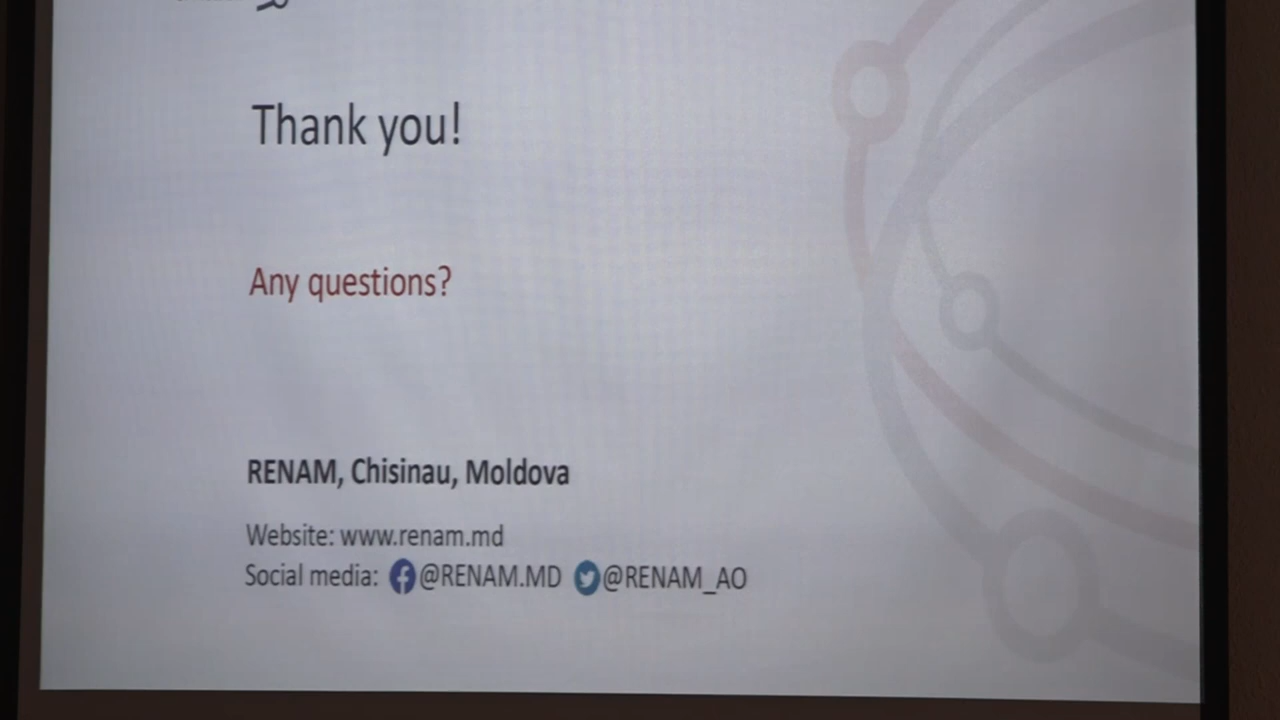 Thank you!
Any questions?
RENAM, Chisinau, Moldova
Website: www.renam.md
Social media: @RENAM.MD @RENAM_AO